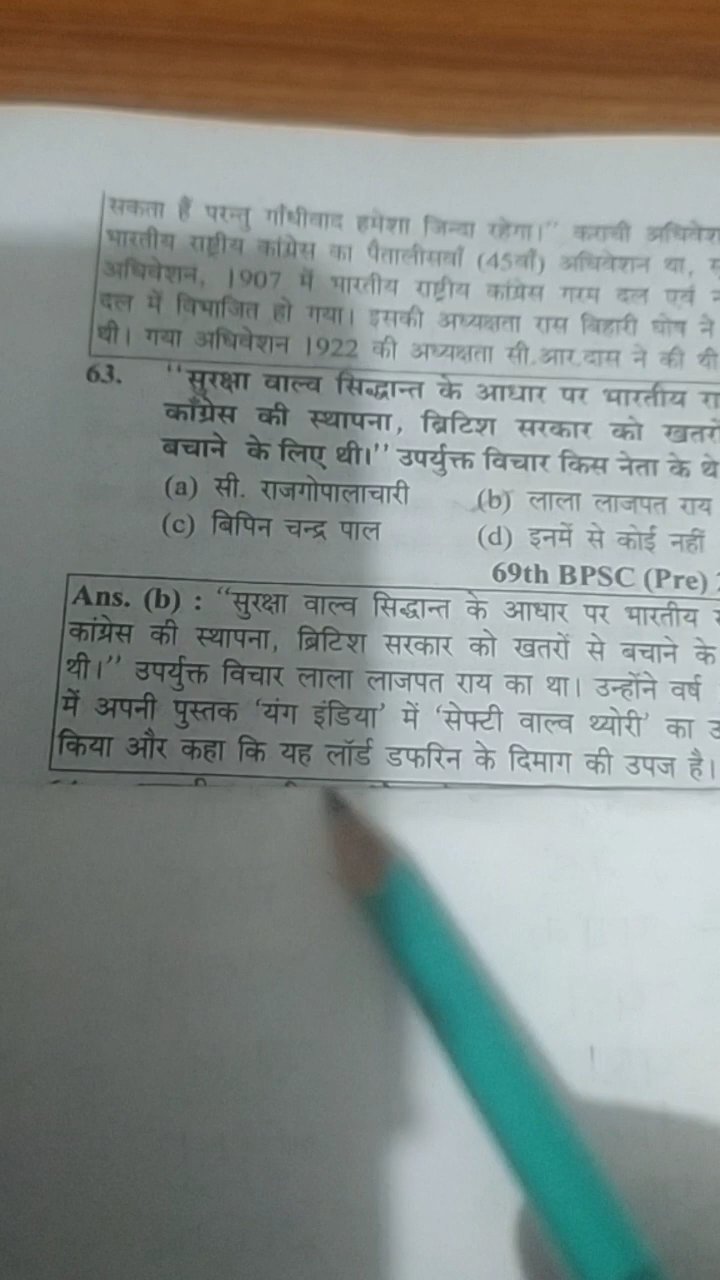 सकता है परन्तु गाँधीवाद हमेशा जिन्दा रहेगा।" कराची
भारतीय राष्ट्रीय कांग्रेस का पैतालीसवाँ (45वाँ) अधिवेशन था,
अधिवेशन, 1907 में भारतीय राष्ट्रीय कांग्रेस गरम दल एवं
दल में विभाजित हो गया। इसकी अध्यक्षता रास बिहारी घोष ने
थी। गया अधिवेशन 1922 की अध्यक्षता सी.आर.दास ने की थी
63. "सुरक्षा वाल्व सिद्धान्त के आधार पर भारतीय रा
काँग्रेस की स्थापना, ब्रिटिश सरकार को खतरों
बचाने के लिए थी।" उपर्युक्त विचार किस नेता के थे
(a) सी. राजगोपालाचारी (b) लाला लाजपत राय
(c) बिपिन चन्द्र पाल (d) इनमें से कोई नहीं
69th BPSC (Pre)
Ans. (b) : "सुरक्षा वाल्व सिद्धान्त के आधार पर भारतीय
कांग्रेस की स्थापना, ब्रिटिश सरकार को खतरों से बचाने के
थी।" उपर्युक्त विचार लाला लाजपत राय का था। उन्होंने वर्ष
में अपनी पुस्तक 'यंग इंडिया' में 'सेफ्टी वाल्व थ्योरी' का
किया और कहा कि यह लॉर्ड डफरिन के दिमाग की उपज है।